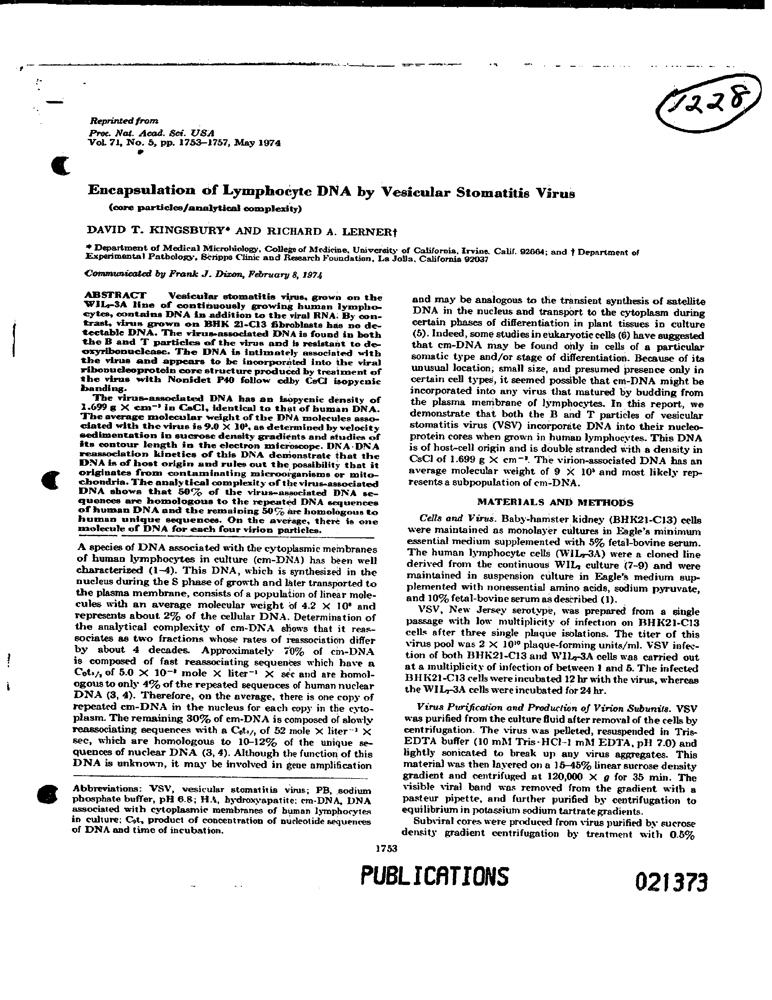 1228
Reprinted from
Proc. Nat. Acad. Sci. USA
Vol. 71, No. 5, pp. 1753-1757, May 1974
Encapsulation of Lymphocyte DNA by Vesicular Stomatitis Virus
(core particles/analytical complexity)
DAVID T. KINGSBURY* AND RICHARD A. LERNER†
* Department of Medical Microbiology, College of Medicine, University of California, Irvine, Calif. 92664; and † Department of
Experimental Pathology, Scripps Clinic and Research Foundation, La Jolla, California 92037
Communicated by Frank J. Dixon, February 8, 1974
ABSTRACT Vesicular stomatitis virus, grown on the
WIL₂-3A line of continuously growing human lympho-
cytes, contains DNA in addition to the viral RNA. By con-
trast, virus grown on BHK 21-C13 fibroblasts has no de-
tectable DNA. The virus-associated DNA is found in both
the B and T particles of the virus and is resistant to de-
oxyribonuclease. The DNA is intimately associated with
the virus and appears to be incorporated into the viral
ribonucleoprotein core structure produced by treatment of
the virus with Nonidet P40 follow edby CsCl isopycnic
banding.
The virus-associated DNA has an isopycnic density of
1.699 g × cm⁻³ in CsCl, identical to that of human DNA.
The average molecular weight of the DNA molecules asso-
ciated with the virus is 9.0 × 10⁵, as determined by velocity
sedimentation in sucrose density gradients and studies of
its contour length in the electron microscope. DNA·DNA
reassociation kinetics of this DNA demonstrate that the
DNA is of host origin and rules out the possibility that it
originates from contaminating microorganisms or mito-
chondria. The analytical complexity of the virus-associated
DNA shows that 50% of the virus-associated DNA se-
quences are homologous to the repeated DNA sequences
of human DNA and the remaining 50% are homologous to
human unique sequences. On the average, there is one
molecule of DNA for each four virion particles.
A species of DNA associated with the cytoplasmic membranes
of human lymphocytes in culture (cm-DNA) has been well
characterized (1-4). This DNA, which is synthesized in the
nucleus during the S phase of growth and later transported to
the plasma membrane, consists of a population of linear mole-
cules with an average molecular weight of 4.2 × 10⁶ and
represents about 2% of the cellular DNA. Determination of
the analytical complexity of cm-DNA shows that it reas-
sociates as two fractions whose rates of reassociation differ
by about 4 decades. Approximately 70% of cm-DNA
is composed of fast reassociating sequences which have a
C₀t₁/₂ of 5.0 × 10⁻³ mole × liter⁻¹ × sec and are homol-
ogous to only 4% of the repeated sequences of human nuclear
DNA (3, 4). Therefore, on the average, there is one copy of
repeated cm-DNA in the nucleus for each copy in the cyto-
plasm. The remaining 30% of cm-DNA is composed of slowly
reassociating sequences with a C₀t₁/₂ of 52 mole × liter⁻¹ ×
sec, which are homologous to 10-12% of the unique se-
quences of nuclear DNA (3, 4). Although the function of this
DNA is unknown, it may be involved in gene amplification
Abbreviations: VSV, vesicular stomatitis virus; PB, sodium
phosphate buffer, pH 6.8; HA, hydroxyapatite; cm-DNA, DNA
associated with cytoplasmic membranes of human lymphocytes
in culture; C₀t, product of concentration of nucleotide sequences
of DNA and time of incubation.
and may be analogous to the transient synthesis of satellite
DNA in the nucleus and transport to the cytoplasm during
certain phases of differentiation in plant tissues in culture
(5). Indeed, some studies in eukaryotic cells (6) have suggested
that cm-DNA may be found only in cells of a particular
somatic type and/or stage of differentiation. Because of its
unusual location, small size, and presumed presence only in
certain cell types, it seemed possible that cm-DNA might be
incorporated into any virus that matured by budding from
the plasma membrane of lymphocytes. In this report, we
demonstrate that both the B and T particles of vesicular
stomatitis virus (VSV) incorporate DNA into their nucleo-
protein cores when grown in human lymphocytes. This DNA
is of host-cell origin and is double stranded with a density in
CsCl of 1.699 × cm⁻³. The virion-associated DNA has an
average molecular weight of 9 × 10⁵ and most likely rep-
resents a subpopulation of cm-DNA.
MATERIALS AND METHODS
Cells and Virus. Baby-hamster kidney (BHK21-C13) cells
were maintained as monolayer cultures in Eagle's minimum
essential medium supplemented with 5% fetal-bovine serum.
The human lymphocyte cells (WIL₂-3A) were a cloned line
derived from the continuous WIL₂ culture (7-9) and were
maintained in suspension culture in Eagle's medium sup-
plemented with nonessential amino acids, sodium pyruvate,
and 10% fetal-bovine serum as described (1).
VSV, New Jersey serotype, was prepared from a single
passage with low multiplicity of infection on BHK21-C13
cells after three single plaque isolations. The titer of this
virus pool was 2 × 10¹⁰ plaque-forming units/ml. VSV infec-
tion of both BHK21-C13 and WIL₂-3A cells was carried out
at a multiplicity of infection of between 1 and 5. The infected
BHK21-C13 cells were incubated 12 hr with the virus, whereas
the WIL₂-3A cells were incubated for 24 hr.
Virus Purification and Production of Virion Subunits. VSV
was purified from the culture fluid after removal of the cells by
centrifugation. The virus was pelleted, resuspended in Tris-
EDTA buffer (10 mM Tris·HCl-1 mM EDTA, pH 7.0) and
lightly sonicated to break up any virus aggregates. This
material was then layered on a 15-45% linear sucrose density
gradient and centrifuged at 120,000 × g for 35 min. The
visible viral band was removed from the gradient with a
pasteur pipette, and further purified by centrifugation to
equilibrium in potassium sodium tartrate gradients.
Subviral cores were produced from virus purified by sucrose
density gradient centrifugation by treatment with 0.5%
1753
PUBLICATIONS
021373